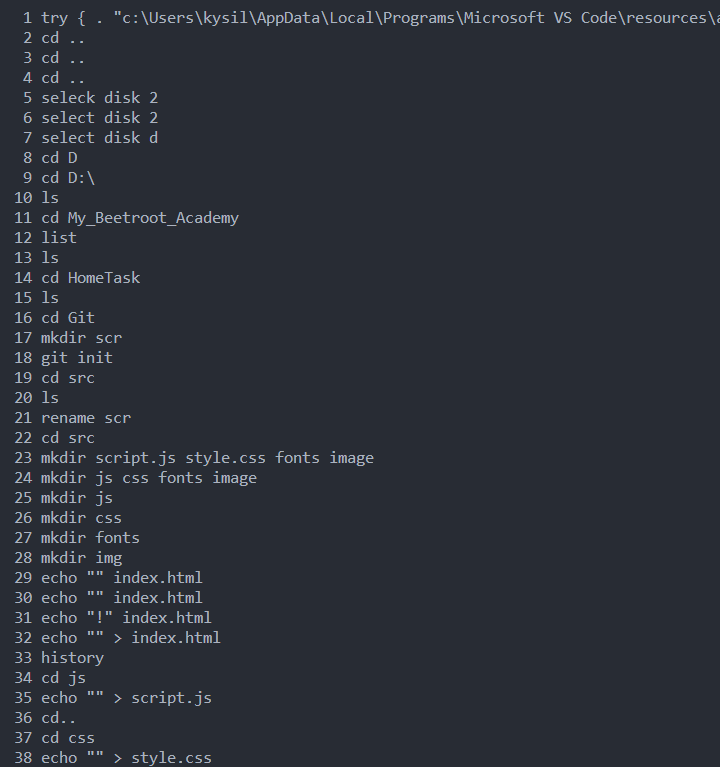 1 try { . "c:\Users\kysil\AppData\Local\Programs\Microsoft VS Code\resources\
2 cd ..
3 cd ..
4 cd ..
5 seleck disk 2
6 select disk 2
7 select disk d
8 cd D
9 cd D:\
10 ls
11 cd My_Beetroot_Academy
12 list
13 ls
14 cd HomeTask
15 ls
16 cd Git
17 mkdir scr
18 git init
19 cd src
20 ls
21 rename scr
22 cd src
23 mkdir script.js style.css fonts image
24 mkdir js css fonts image
25 mkdir js
26 mkdir css
27 mkdir fonts
28 mkdir img
29 echo "" index.html
30 echo "" index.html
31 echo "!" index.html
32 echo "" > index.html
33 history
34 cd js
35 echo "" > script.js
36 cd..
37 cd css
38 echo "" > style.css